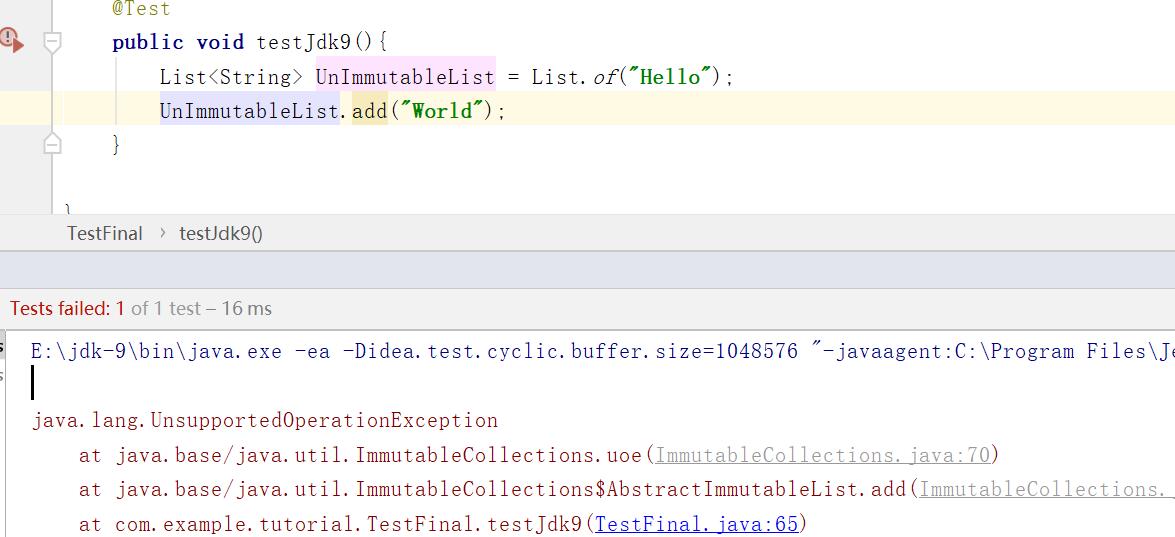 @Test
public void testJdk9(){
List<String> UnImmutableList = List.of("Hello");
UnImmutableList.add("World");
}
}
TestFinal › testJdk9()
Tests failed: 1 of 1 test – 16 ms
E:\jdk-9\bin\java.exe -ea -Didea.test.cyclic.buffer.size=1048576 "-javaagent:C:\Program Files\Je
java.lang.UnsupportedOperationException
at java.base/java.util.ImmutableCollections.uoe(ImmutableCollections.java:70)
at java.base/java.util.ImmutableCollections$AbstractImmutableList.add(ImmutableCollections.
at com.example.tutorial.TestFinal.testJdk9(TestFinal.java:65)